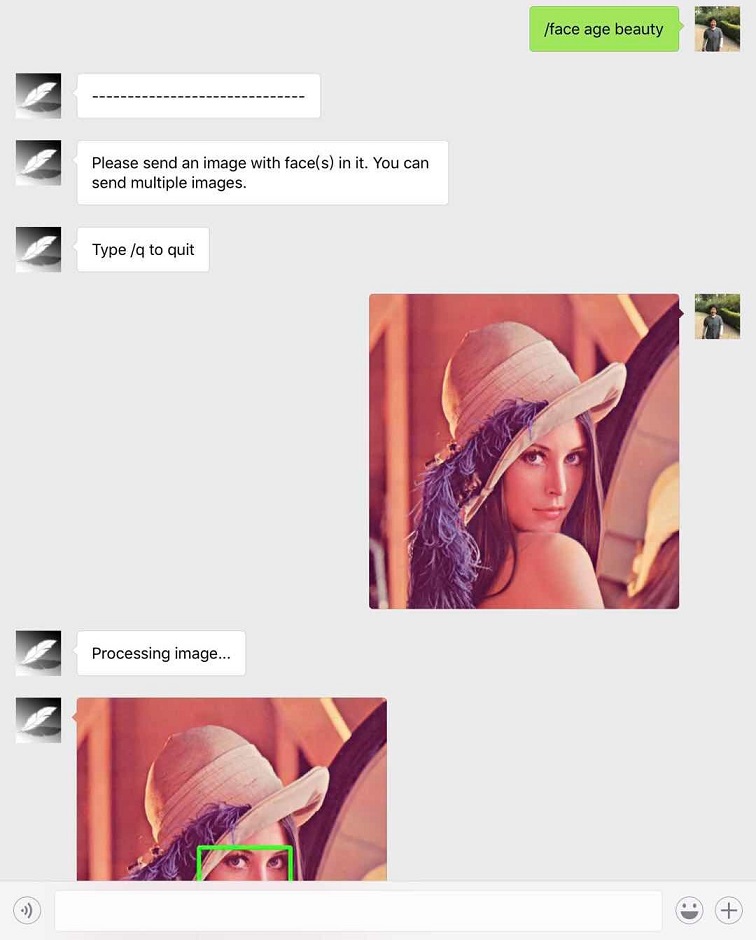 /face age beauty
------------------------------
Please send an image with face(s) in it. You can
send multiple images.
Type /q to quit
Processing image...